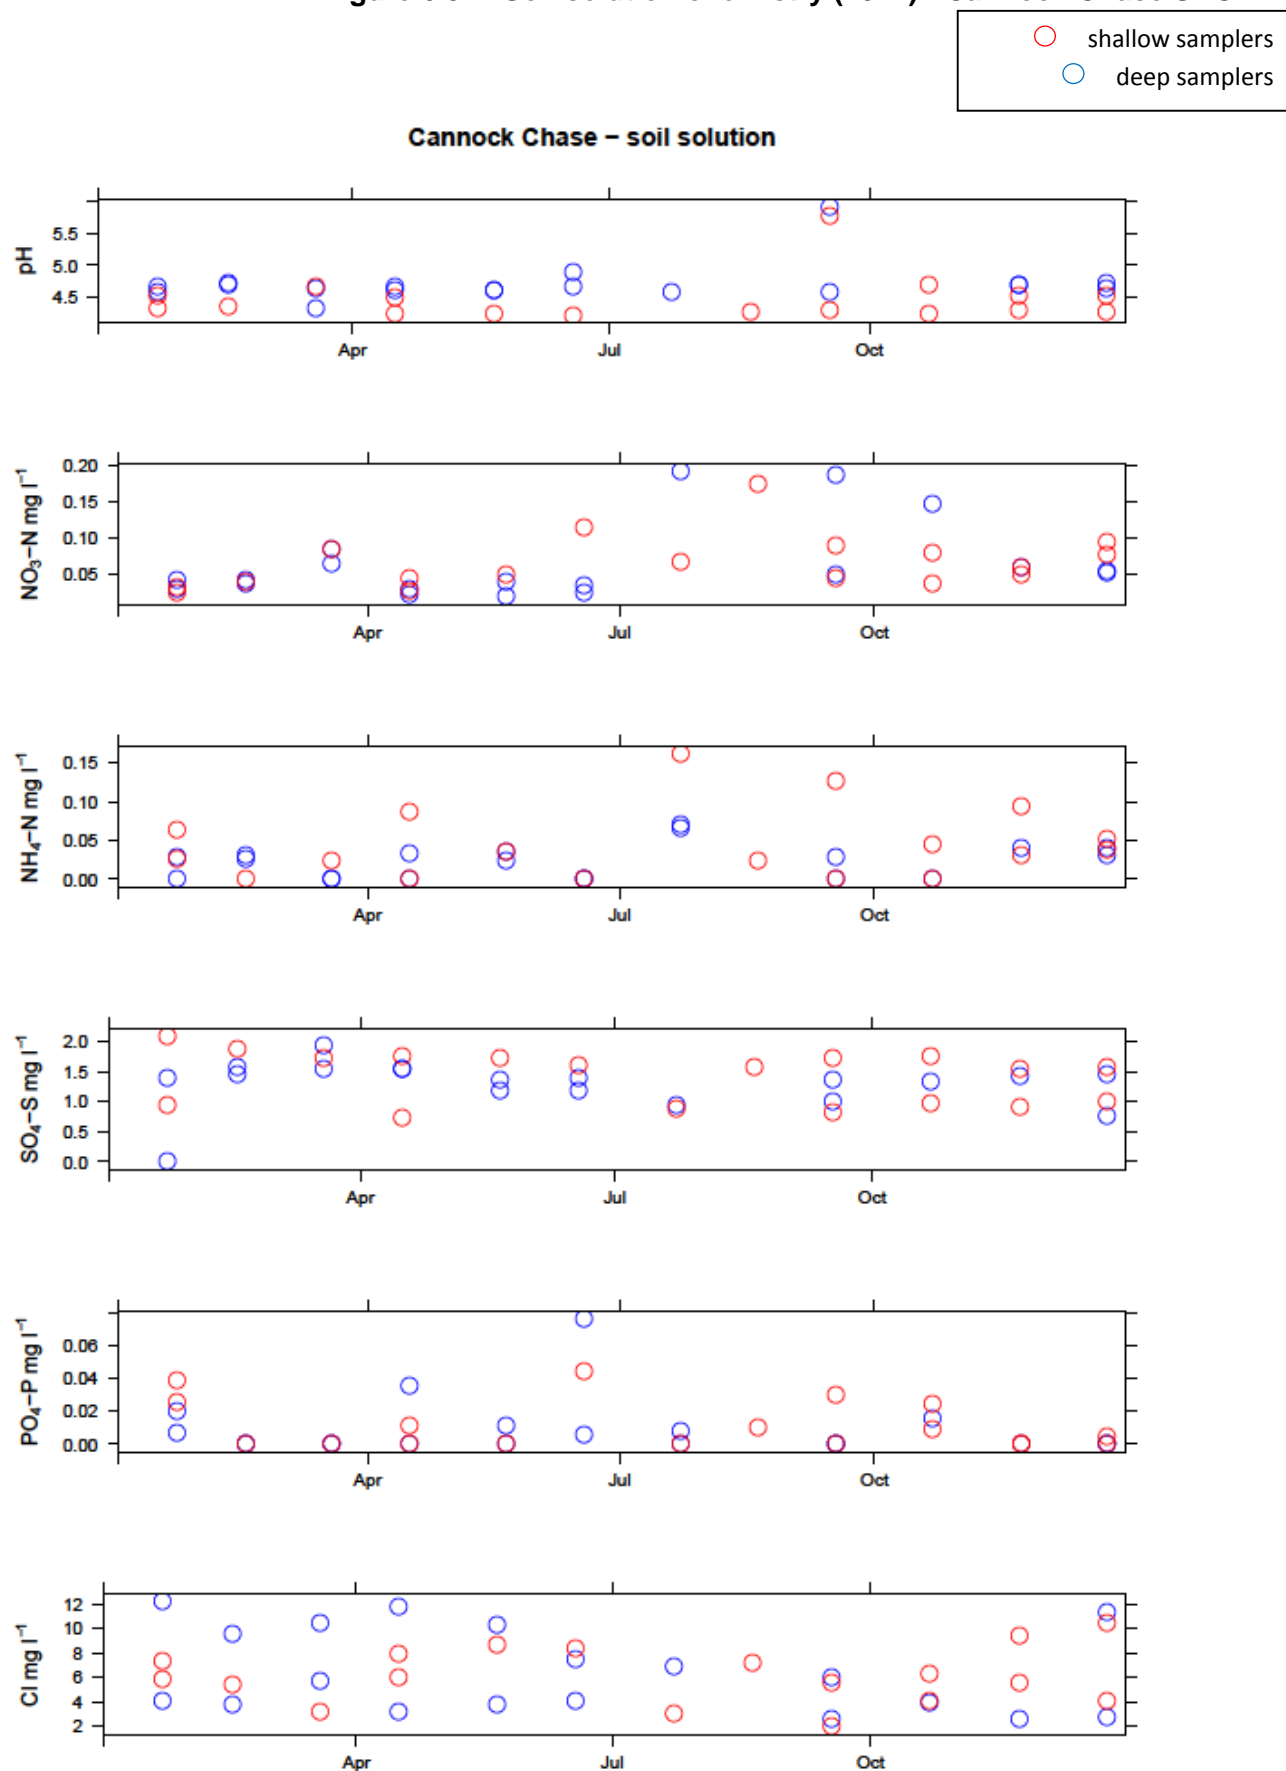 shallow samplers
deep samplers
Cannock Chase − soil solution
pH
5.5
5.0
4.5
Apr Jul Oct
NO₃−N mg l⁻¹
0.20
0.15
0.10
0.05
Apr Jul Oct
NH₄−N mg l⁻¹
0.15
0.10
0.05
0.00
Apr Jul Oct
SO₄−S mg l⁻¹
2.0
1.5
1.0
0.5
0.0
Apr Jul Oct
PO₄−P mg l⁻¹
0.06
0.04
0.02
0.00
Apr Jul Oct
Cl mg l⁻¹
12
10
8
6
4
2
Apr Jul Oct